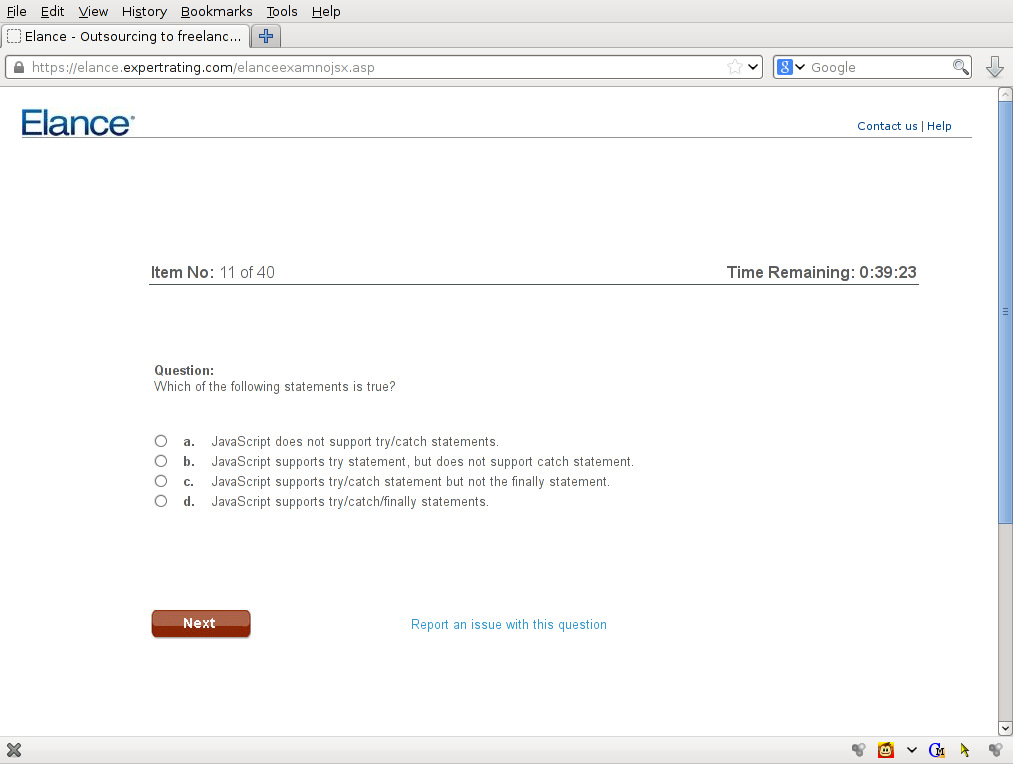 File Edit View History Bookmarks Tools Help
Elance - Outsourcing to freelanc...
https://elance.expertrating.com/elanceexamnojsx.asp
8 Google
Elance
Contact us | Help
Item No: 11 of 40
Time Remaining: 0:39:23
Question:
Which of the following statements is true?
a. JavaScript does not support try/catch statements.
b. JavaScript supports try statement, but does not support catch statement.
c. JavaScript supports try/catch statement but not the finally statement.
d. JavaScript supports try/catch/finally statements.
Next
Report an issue with this question